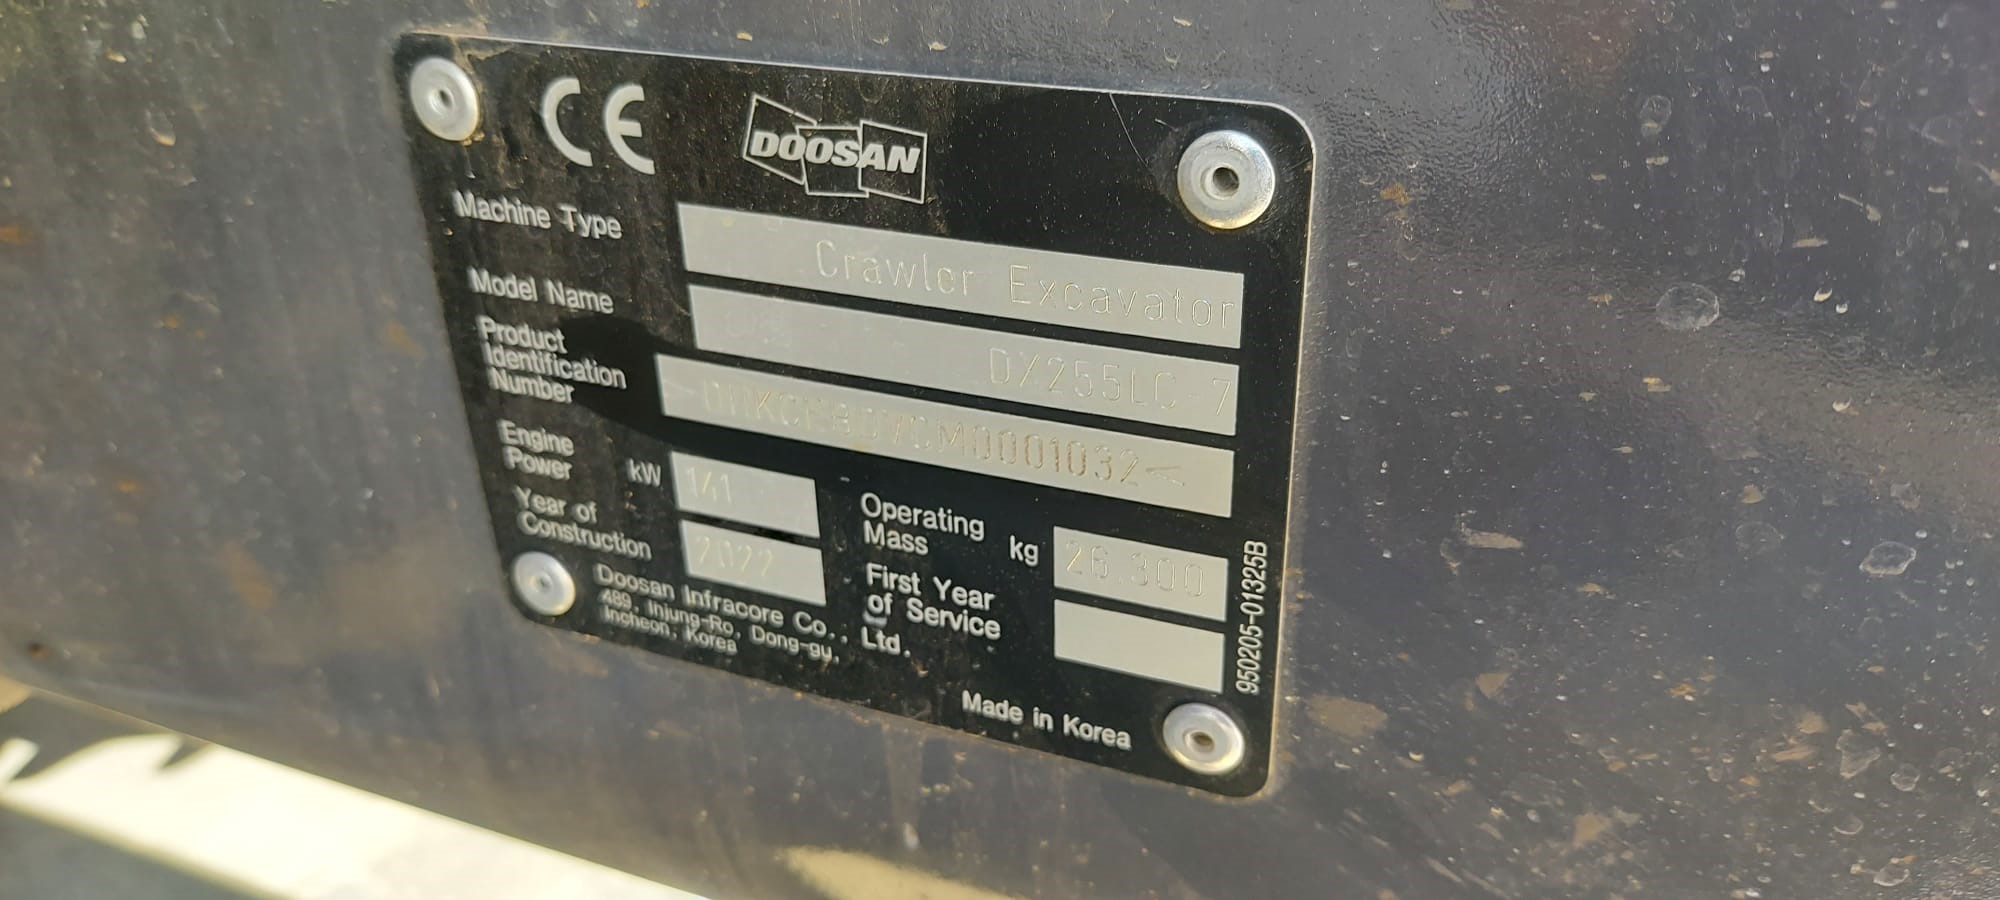 CE DOOSAN
Machine Type Crawler Excavator
Model Name DX255LC-7
Product
Identification
Number
Engine
Power kW 141
Operating
Mass kg 26.300
Year of
Construction 2022
First Year
of Service
Doosan Infracore Co., Ltd.
489, Injung-Ro, Dong-gu,
Incheon, Korea
Made in Korea
950205-01325B